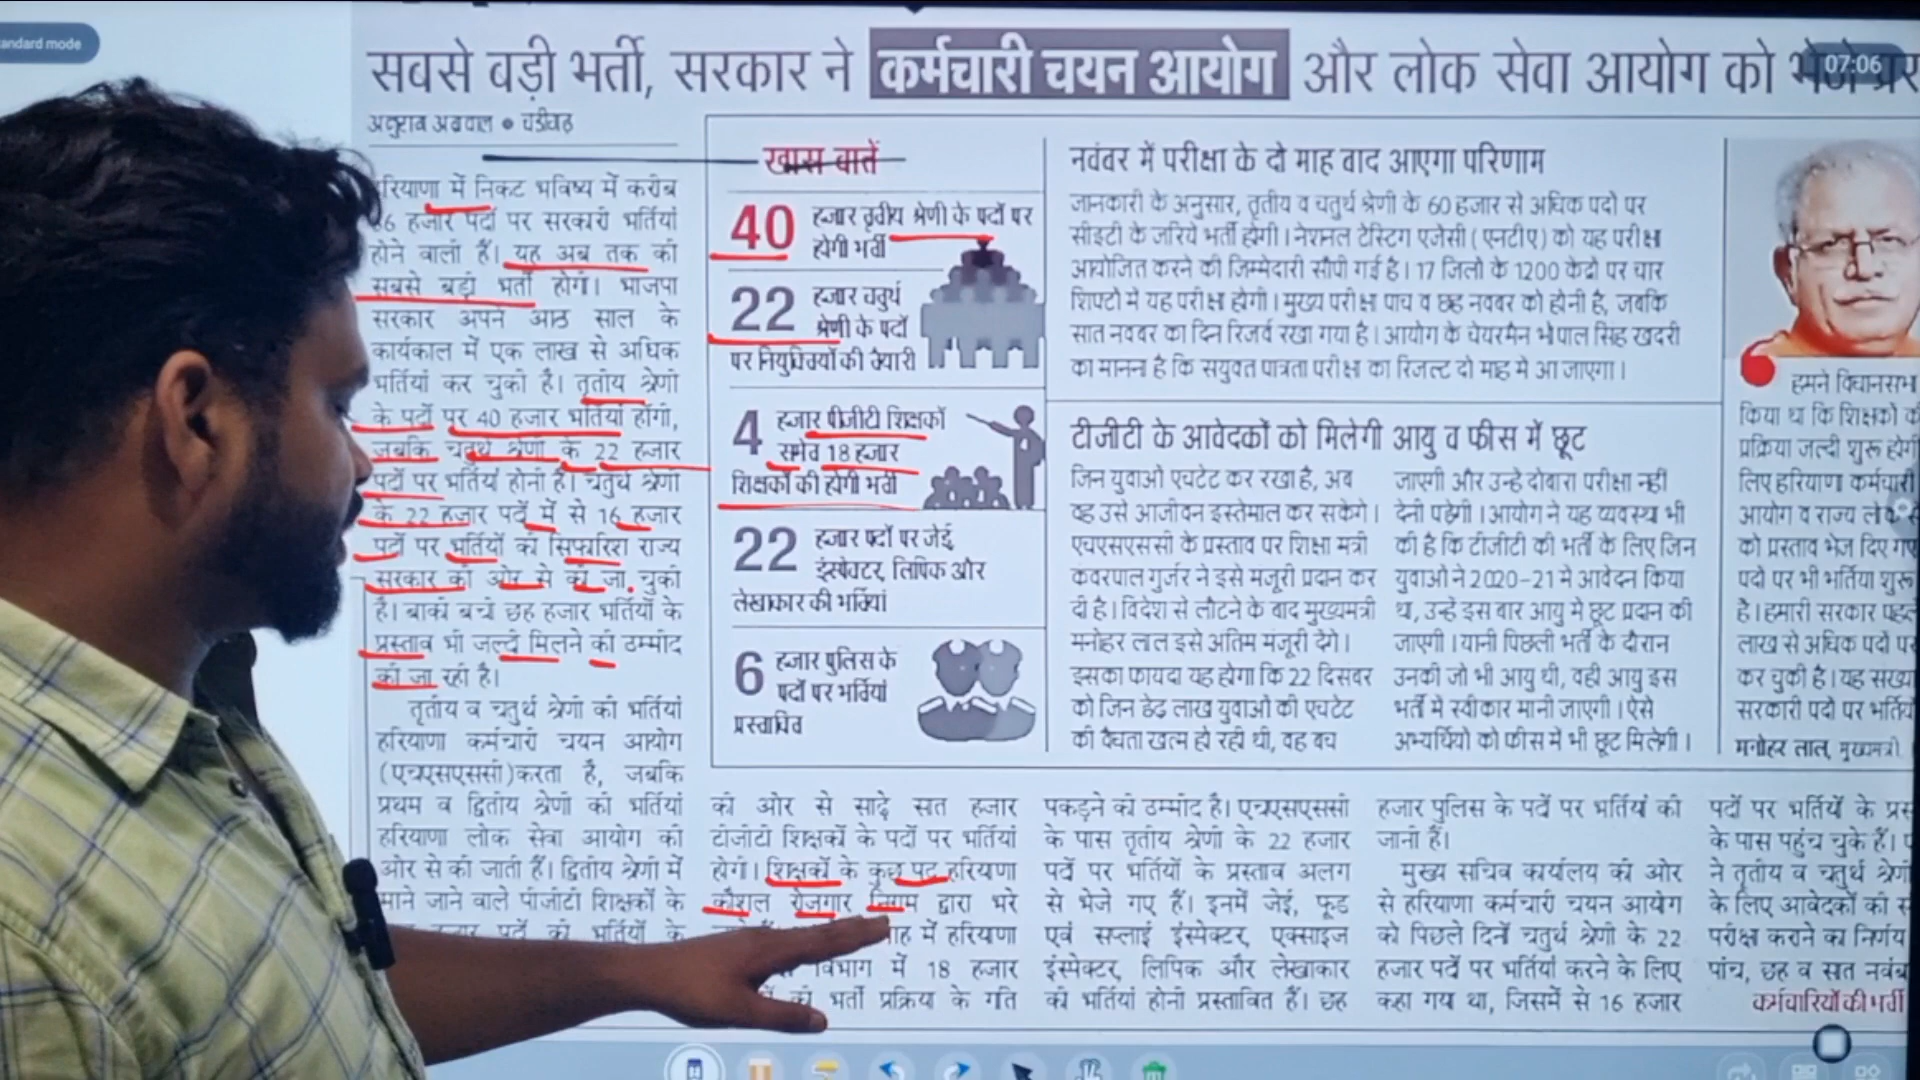 standard mode
07:06
सबसे बड़ी भर्ती, सरकार ने कर्मचारी चयन आयोग और लोक सेवा आयोग को भेजे
चंडीगढ़
हरियाणा में निकट भविष्य में करीब
हजार पदों पर सरकारी भर्तियां
होने वाली हैं। यह अब तक की
सबसे बड़ी भर्ती होगी। भाजपा
सरकार अपने आठ साल के
कार्यकाल में एक लाख से अधिक
भर्तियां कर चुकी है। तृतीय श्रेणी
के पदों पर 40 हजार भर्तियां होंगी,
जबकि चतुर्थ श्रेणी के 22 हजार
पदों पर भर्तियां होनी हैं। चतुर्थ श्रेणी
के 22 हजार पदों में से 16 हजार
पदों पर भर्तियों की सिफारिश राज्य
सरकार की ओर से की जा चुकी
है। बाकी बची छह हजार भर्तियों के
प्रस्ताव भी जल्द मिलने की उम्मीद
की जा रही है।
तृतीय व चतुर्थ श्रेणी की भर्तियां
हरियाणा कर्मचारी चयन आयोग
(एचएसएससी)करता है, जबकि
प्रथम व द्वितीय श्रेणी की भर्तियां
हरियाणा लोक सेवा आयोग की
ओर से की जाती हैं। द्वितीय श्रेणी में
माने जाने वाले पीजीटी शिक्षकों के
हजार पदों की भर्तियों के
खास बातें
40 हजार तृतीय श्रेणी के पदों पर
होगी भर्ती
22 हजार चतुर्थ
श्रेणी के पदों
पर नियुक्तियों की तैयारी
4 हजार पीजीटी शिक्षकों
समेत 18 हजार
शिक्षकों की होगी भर्ती
22 हजार पदों पर जेई,
इंस्पेक्टर, लिपिक और
लेखाकार की भर्तियां
6 हजार पुलिस के
पदों पर भर्तियां
प्रस्तावित
नवंबर में परीक्षा के दो माह बाद आएगा परिणाम
जानकारी के अनुसार, तृतीय व चतुर्थ श्रेणी के 60 हजार से अधिक पदों पर
सीइटी के जरिये भर्ती होगी। नेशनल टेस्टिंग एजेंसी (एनटीए) को यह परीक्षा
आयोजित करने की जिम्मेदारी सौंपी गई है। 17 जिलों के 1200 केंद्रों पर चार
शिफ्टों में यह परीक्षा होगी। मुख्य परीक्षा पांच व छह नवंबर को होनी है, जबकि
सात नवंबर का दिन रिजर्व रखा गया है। आयोग के चेयरमैन भोपाल सिंह खदरी
का मानना है कि संयुक्त पात्रता परीक्षा का रिजल्ट दो माह में आ जाएगा।
टीजीटी के आवेदकों को मिलेगी आयु व फीस में छूट
जिन युवाओं एचटेट कर रखा है, अब
वह उसे आजीवन इस्तेमाल कर सकेंगे।
एचएसएससी के प्रस्ताव पर शिक्षा मंत्री
कंवरपाल गुर्जर ने इसे मंजूरी प्रदान कर
दी है। विदेश से लौटने के बाद मुख्यमंत्री
मनोहर लाल इसे अंतिम मंजूरी देंगे।
इसका फायदा यह होगा कि 22 दिसंबर
को जिन डेढ़ लाख युवाओं की एचटेट
की वैधता खत्म हो रही थी, वह बच
जाएगी और उन्हें दोबारा परीक्षा नहीं
देनी पड़ेगी। आयोग ने यह व्यवस्था भी
की है कि टीजीटी की भर्ती के लिए जिन
युवाओं ने 2020-21 में आवेदन किया
था, उन्हें इस बार आयु में छूट प्रदान की
जाएगी। यानी पिछली भर्ती के दौरान
उनकी जो भी आयु थी, वही आयु इस
भर्ती में स्वीकार मानी जाएगी। ऐसे
अभ्यर्थियों को फीस में भी छूट मिलेगी।
हमने विधानसभा
किया था कि शिक्षकों की
प्रक्रिया जल्दी शुरू होगी
लिए हरियाणा कर्मचारी
आयोग व राज्य लोक
को प्रस्ताव भेज दिए गए
पदों पर भी भर्तियां शुरू
है। हमारी सरकार पहले
लाख से अधिक पदों पर
कर चुकी है। यह संख्या
सरकारी पदों पर भर्तियां
मनोहर लाल, मुख्यमंत्री
की ओर से साढ़े सात हजार
टीजीटी शिक्षकों के पदों पर भर्तियां
होंगी। शिक्षकों के कुछ पद हरियाणा
कौशल रोजगार निगम द्वारा भरे
माह में हरियाणा
विभाग में 18 हजार
की भर्ती प्रक्रिया के गति
पकड़ने की उम्मीद है। एचएसएससी
के पास तृतीय श्रेणी के 22 हजार
पदों पर भर्तियों के प्रस्ताव अलग
से भेजे गए हैं। इनमें जेई, फूड
एवं सप्लाई इंस्पेक्टर, एक्साइज
इंस्पेक्टर, लिपिक और लेखाकार
की भर्तियां होनी प्रस्तावित हैं। छह
हजार पुलिस के पदों पर भर्तियां की
जानी हैं।
मुख्य सचिव कार्यालय की ओर
से हरियाणा कर्मचारी चयन आयोग
को पिछले दिनों चतुर्थ श्रेणी के 22
हजार पदों पर भर्तियां करने के लिए
कहा गया था, जिसमें से 16 हजार
पदों पर भर्तियों के
के पास पहुंच चुके हैं।
ने तृतीय व चतुर्थ श्रेणी
के लिए आवेदकों की
परीक्षा कराने का निर्णय
पांच, छह व सात नवंबर
कर्मचारियों की भर्ती